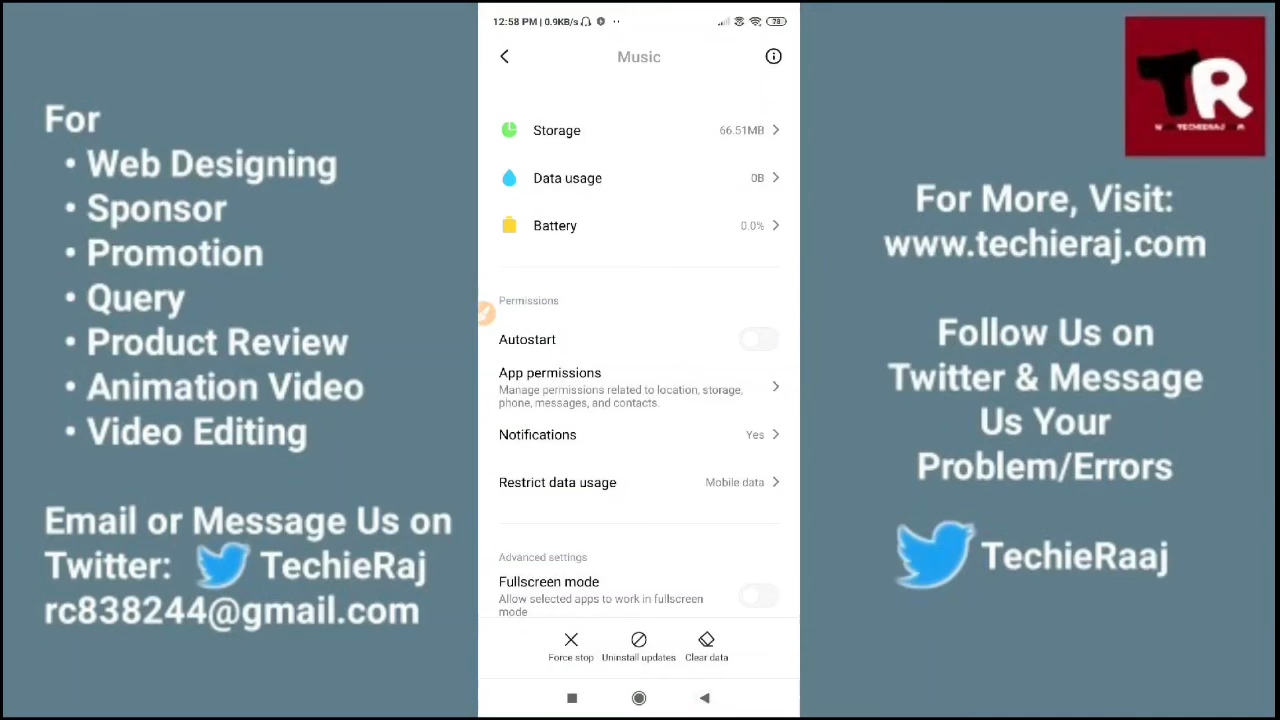 For
• Web Designing
• Sponsor
• Promotion
• Query
• Product Review
• Animation Video
• Video Editing
Email or Message Us on
Twitter: TechieRaj
rc838244@gmail.com
12:58 PM | 0.9KB/s
78
Music
Storage 66.51MB
Data usage 0B
Battery 0.0%
Permissions
Autostart
App permissions
Manage permissions related to location, storage,
phone, messages, and contacts.
Notifications Yes
Restrict data usage Mobile data
Advanced settings
Fullscreen mode
Allow selected apps to work in fullscreen
mode
Force stop Uninstall updates Clear data
TR
For More, Visit:
www.techieraj.com
Follow Us on
Twitter & Message
Us Your
Problem/Errors
TechieRaaj